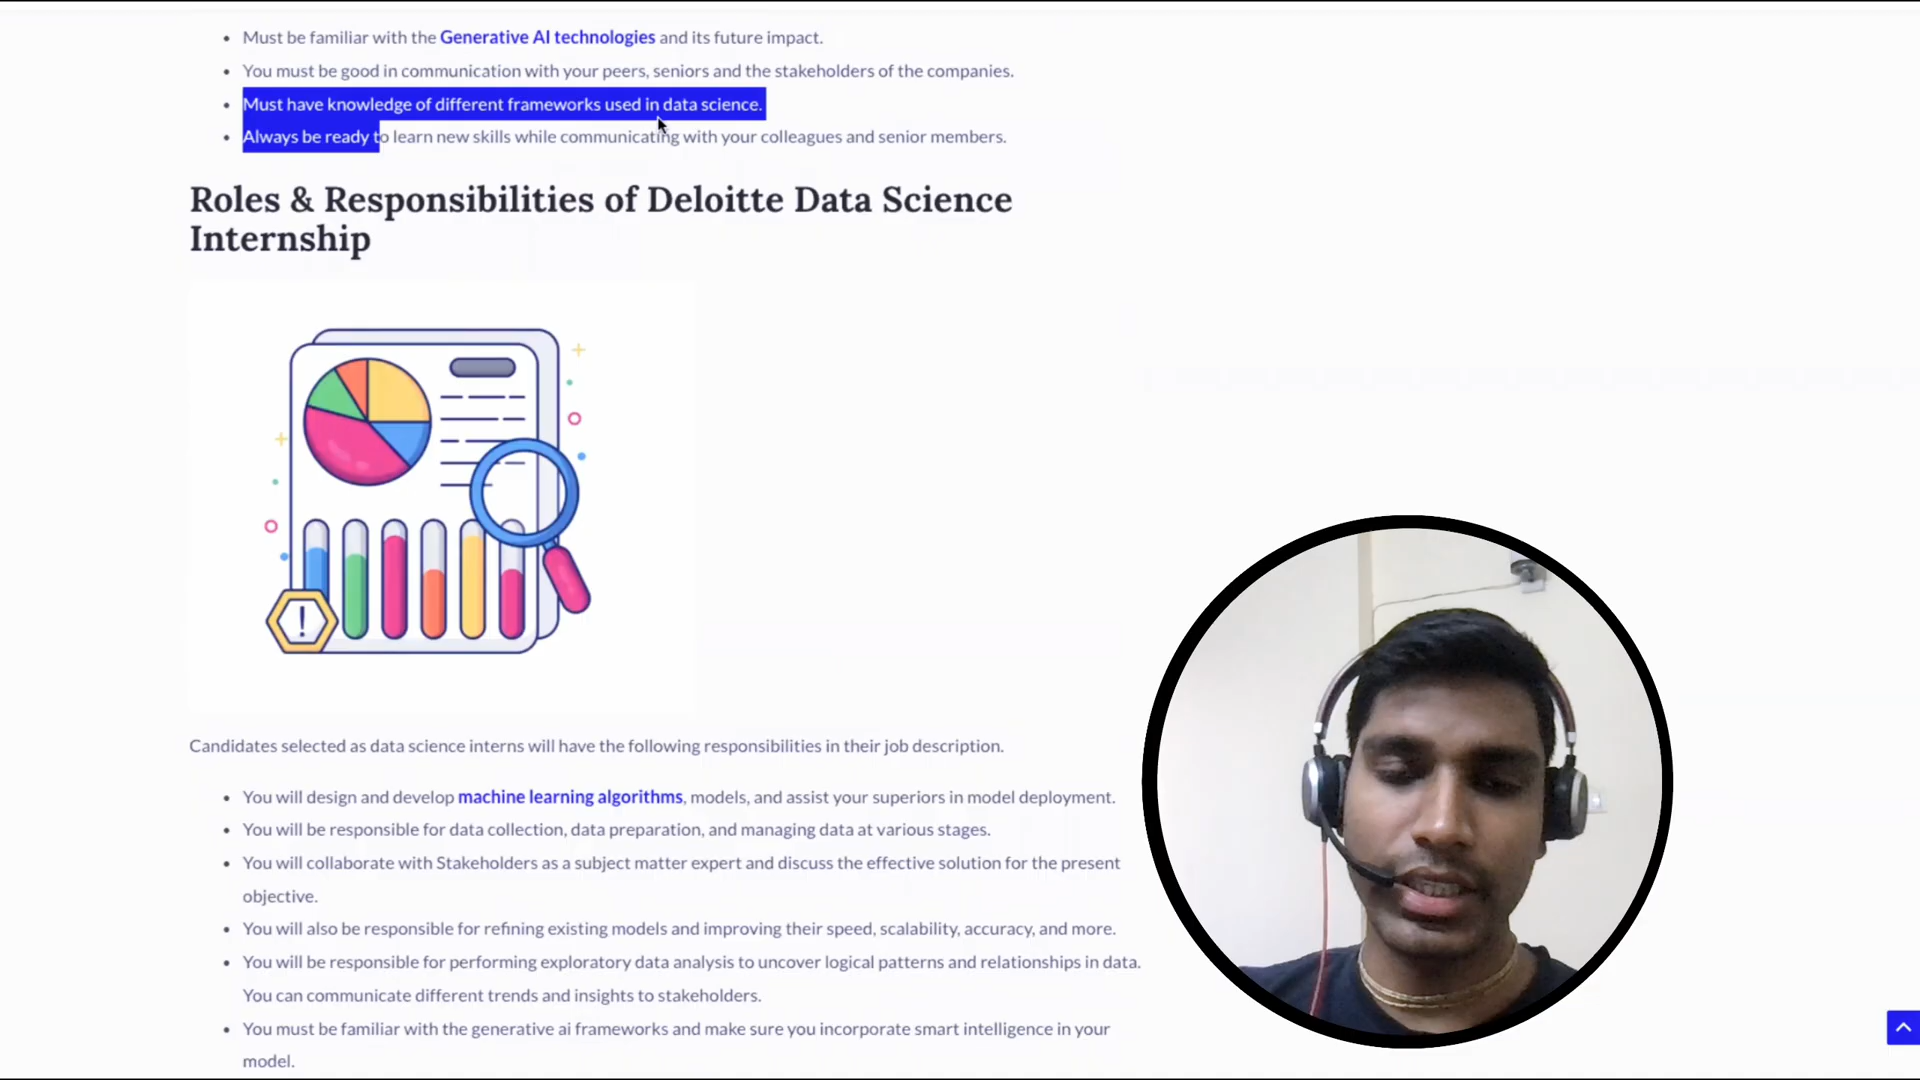 Must be familiar with the Generative AI technologies and its future impact.
You must be good in communication with your peers, seniors and the stakeholders of the companies.
Must have knowledge of different frameworks used in data science.
Always be ready to learn new skills while communicating with your colleagues and senior members.
Roles & Responsibilities of Deloitte Data Science
Internship
Candidates selected as data science interns will have the following responsibilities in their job description.
You will design and develop machine learning algorithms, models, and assist your superiors in model deployment.
You will be responsible for data collection, data preparation, and managing data at various stages.
You will collaborate with Stakeholders as a subject matter expert and discuss the effective solution for the present
objective.
You will also be responsible for refining existing models and improving their speed, scalability, accuracy, and more.
You will be responsible for performing exploratory data analysis to uncover logical patterns and relationships in data.
You can communicate different trends and insights to stakeholders.
You must be familiar with the generative ai frameworks and make sure you incorporate smart intelligence in your
model.